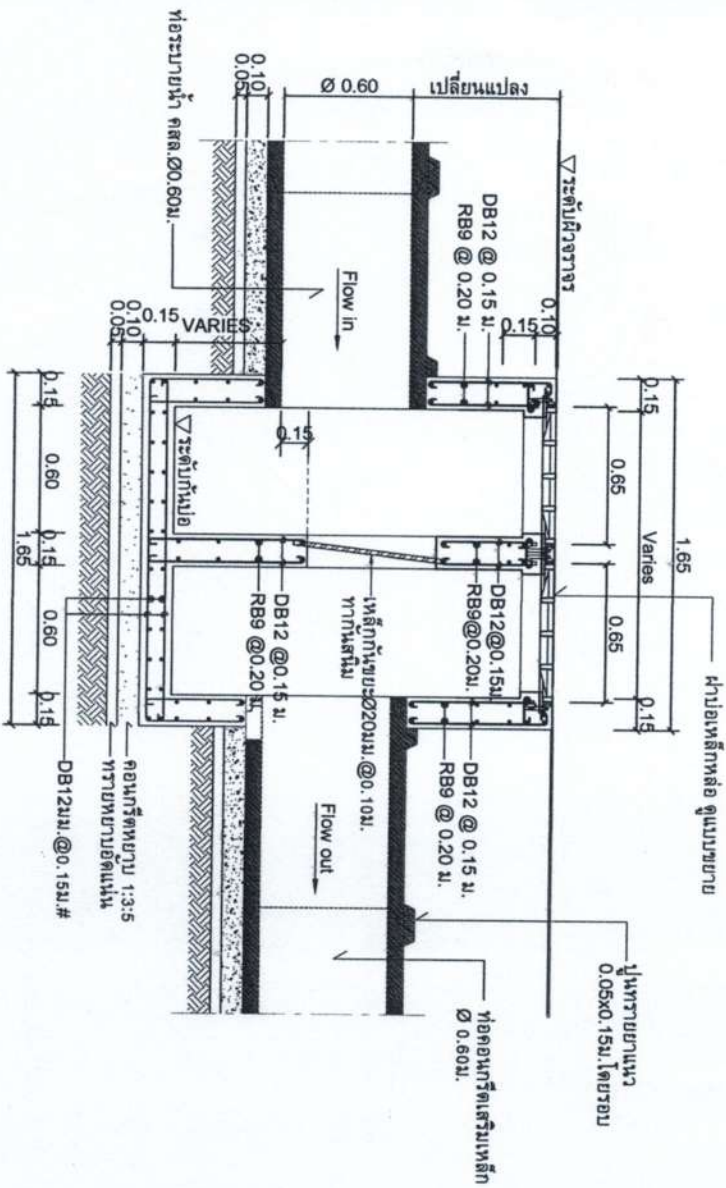 ฝาบ่อเหล็กหล่อ ดูแบบขยาย
ปูนทรายยาแนว
0.05x0.15ม.โดยรอบ
1.65
0.15
Varies
0.15
0.65
0.65
▽ระดับผิวจราจร
0.10
0.15
เปลี่ยนแปลง
DB12 @ 0.15 ม.
RB9 @ 0.20 ม.
DB12@0.15ม.
RB9@0.20ม.
DB12 @ 0.15 ม.
RB9 @ 0.20 ม.
Ø 0.60
Flow in
0.15
เหล็กกันขยะØ20มม.@0.10ม.
ทากันสนิม
Flow out
ท่อคอนกรีตเสริมเหล็ก
Ø 0.60ม.
0.10
0.05
ท่อระบายน้ำ คสล.Ø0.60ม.
VARIES
0.15
0.10
0.05
▽ระดับก้นบ่อ
DB12 @0.15 ม.
RB9 @0.20 ม.
คอนกรีตหยาบ 1:3:5
ทรายหยาบอัดแน่น
DB12มม.@0.15ม.#
0.15
0.60
0.15
0.60
0.15
1.65